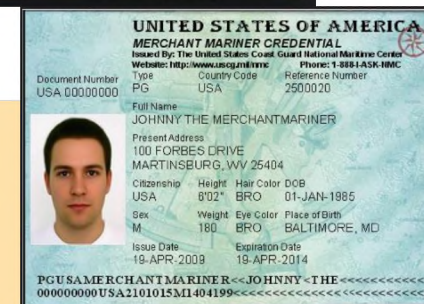 UNITED STATES OF AMERICA
MERCHANT MARINER CREDENTIAL
Issued By: The United States Coast Guard National Maritime Center
Website: http://www.uscg.mil/nmc Phone: 1-888-I-ASK-NMC
Document Number
USA 00000000
Type Country Code Reference Number
PG USA 2500020
Full Name
JOHNNY THE MERCHANTMARINER
Present Address
100 FORBES DRIVE
MARTINSBURG, WV 25404
Citizenship Height Hair Color DOB
USA 6'02" BRO 01-JAN-1985
Sex Weight Eye Color Place of Birth
M 180 BRO BALTIMORE, MD
Issue Date Expiration Date
19-APR-2009 19-APR-2014
PGUSAMERCHANTMARINER<<JOHNNY<THE<<<<<<<<<<<<
000000000USA2101015M1404199<<<<<<<<<<<<<<<<<